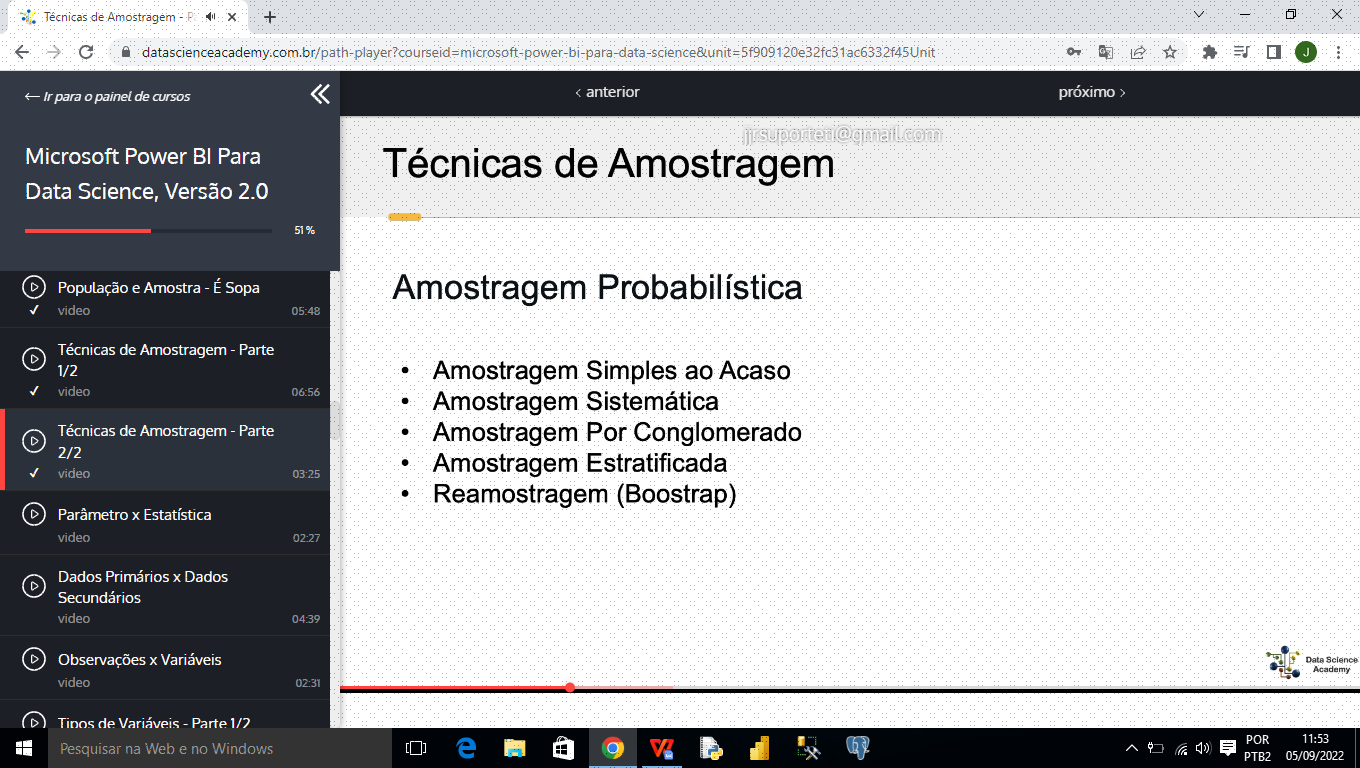 Técnicas de Amostragem - P
datascienceacademy.com.br/path-player?courseid=microsoft-power-bi-para-data-science&unit=5f909120e32fc31ac6332f45Unit
J
← Ir para o painel de cursos
‹ anterior
próximo ›
Microsoft Power BI Para
Data Science, Versão 2.0
51 %
População e Amostra - É Sopa
video
05:48
Técnicas de Amostragem - Parte
1/2
video
06:56
Técnicas de Amostragem - Parte
2/2
video
03:25
Parâmetro x Estatística
video
02:27
Dados Primários x Dados
Secundários
video
04:39
Observações x Variáveis
video
02:31
Tipos de Variáveis - Parte 1/2
jjrsuporteri@gmail.com
Técnicas de Amostragem
Amostragem Probabilística
• Amostragem Simples ao Acaso
• Amostragem Sistemática
• Amostragem Por Conglomerado
• Amostragem Estratificada
• Reamostragem (Boostrap)
Data Science
Academy
Pesquisar na Web e no Windows
POR
PTB2
11:53
05/09/2022